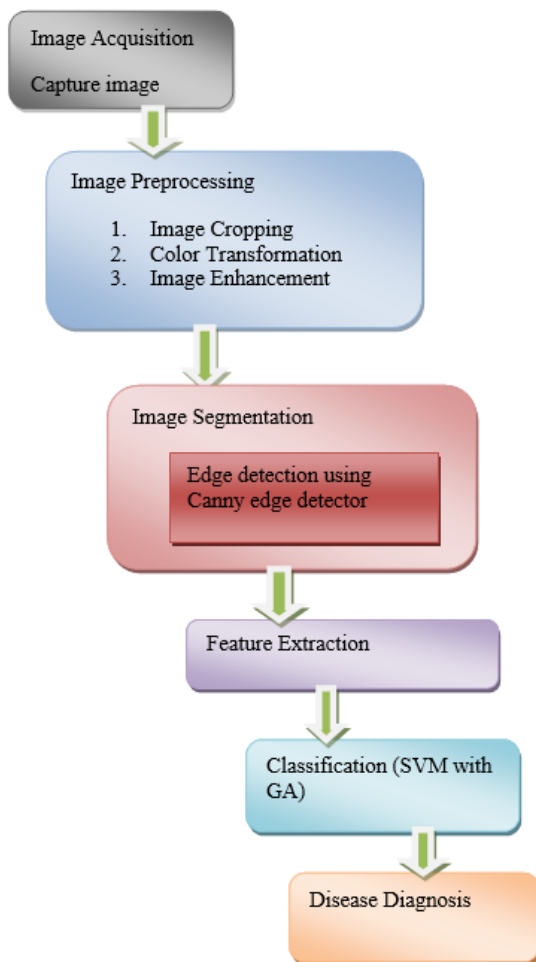 Image Acquisition
Capture image
Image Preprocessing
1. Image Cropping
2. Color Transformation
3. Image Enhancement
Image Segmentation
Edge detection using
Canny edge detector
Feature Extraction
Classification (SVM with
GA)
Disease Diagnosis